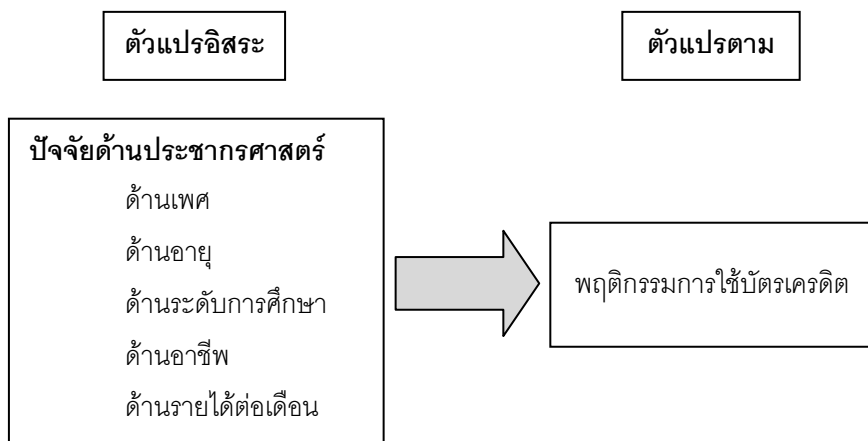 ตัวแปรอิสระ
ตัวแปรตาม
ปัจจัยด้านประชากรศาสตร์
ด้านเพศ
ด้านอายุ
ด้านระดับการศึกษา
ด้านอาชีพ
ด้านรายได้ต่อเดือน
พฤติกรรมการใช้บัตรเครดิต